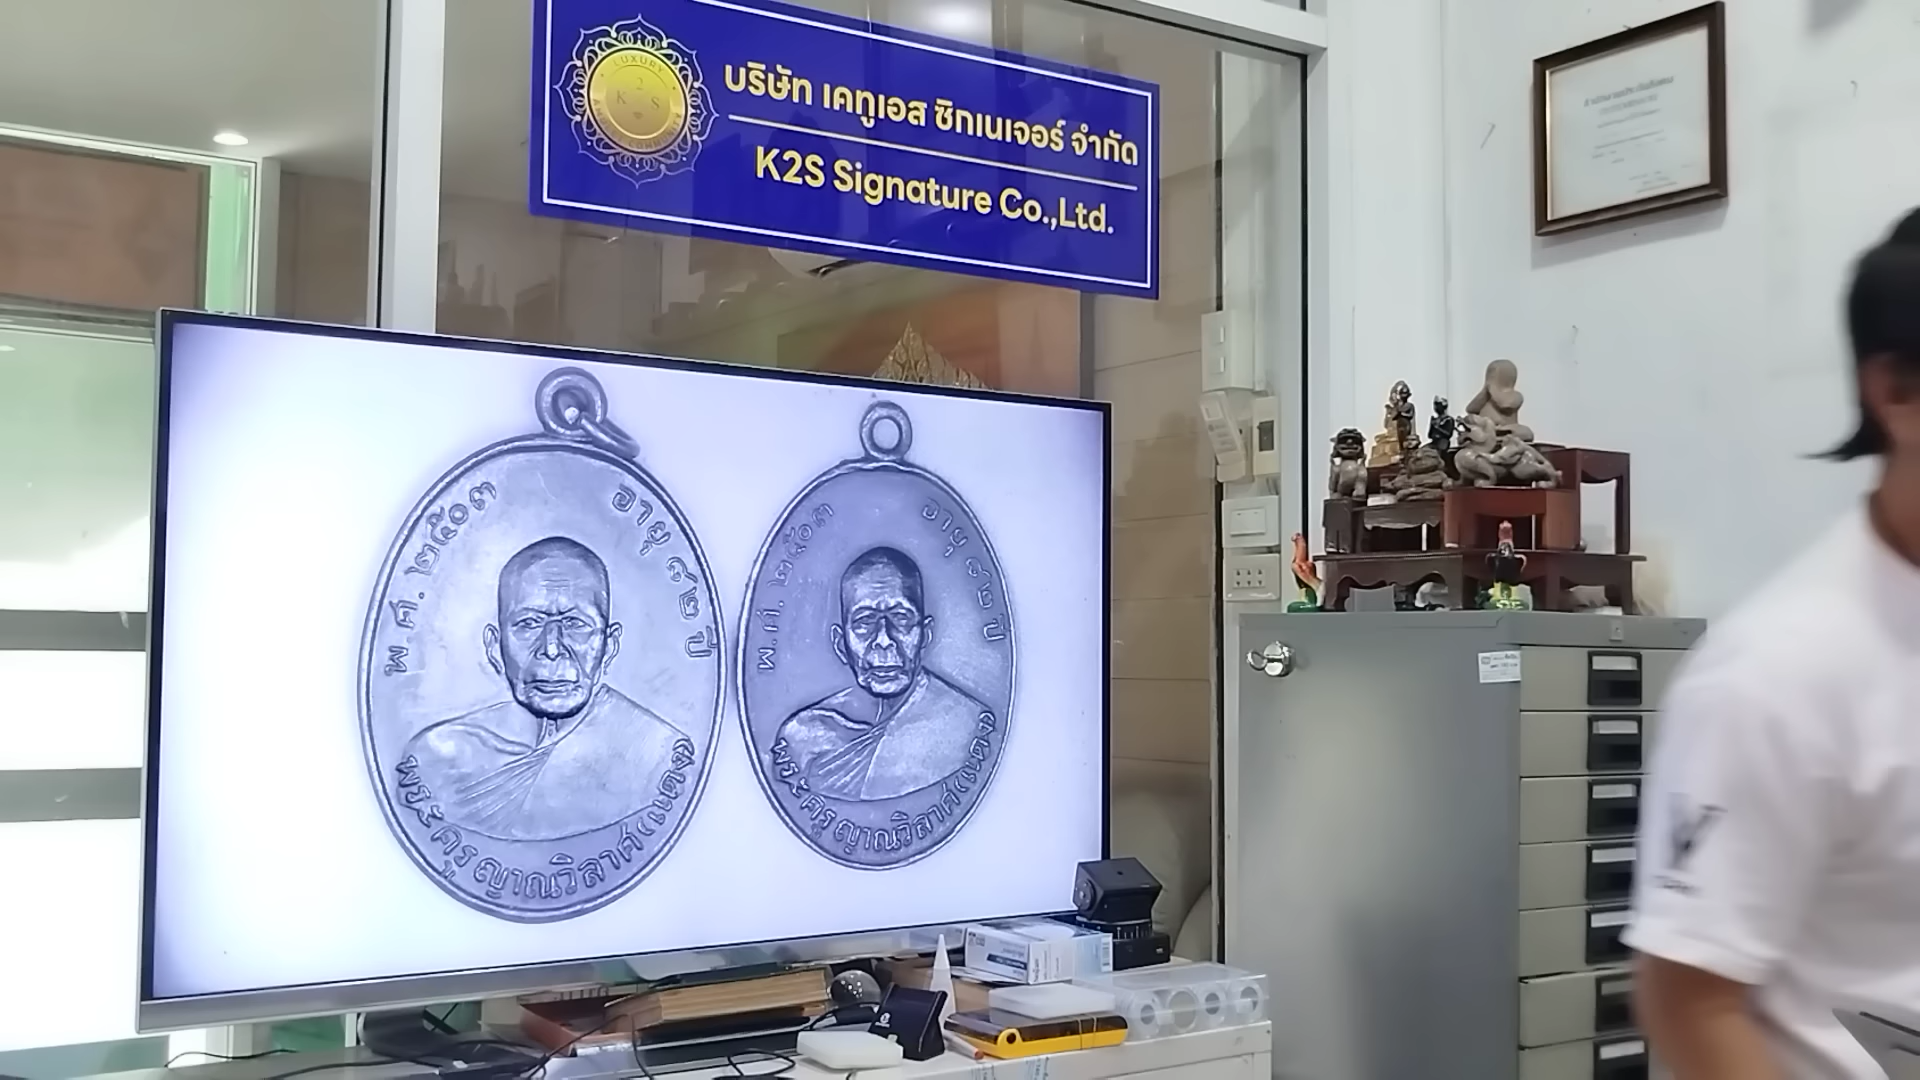 LUXURY
2
K S
บริษัท เคทูเอส ซิกเนเจอร์ จำกัด
K2S Signature Co.,Ltd.
พ.ศ. ๒๕๐๓
อายุ ๘๒ ปี
พระครูญาณวิลาศ(แดง)
พ.ศ. ๒๕๐๓
อายุ ๘๒ ปี
พระครูญาณวิลาศ(แดง)